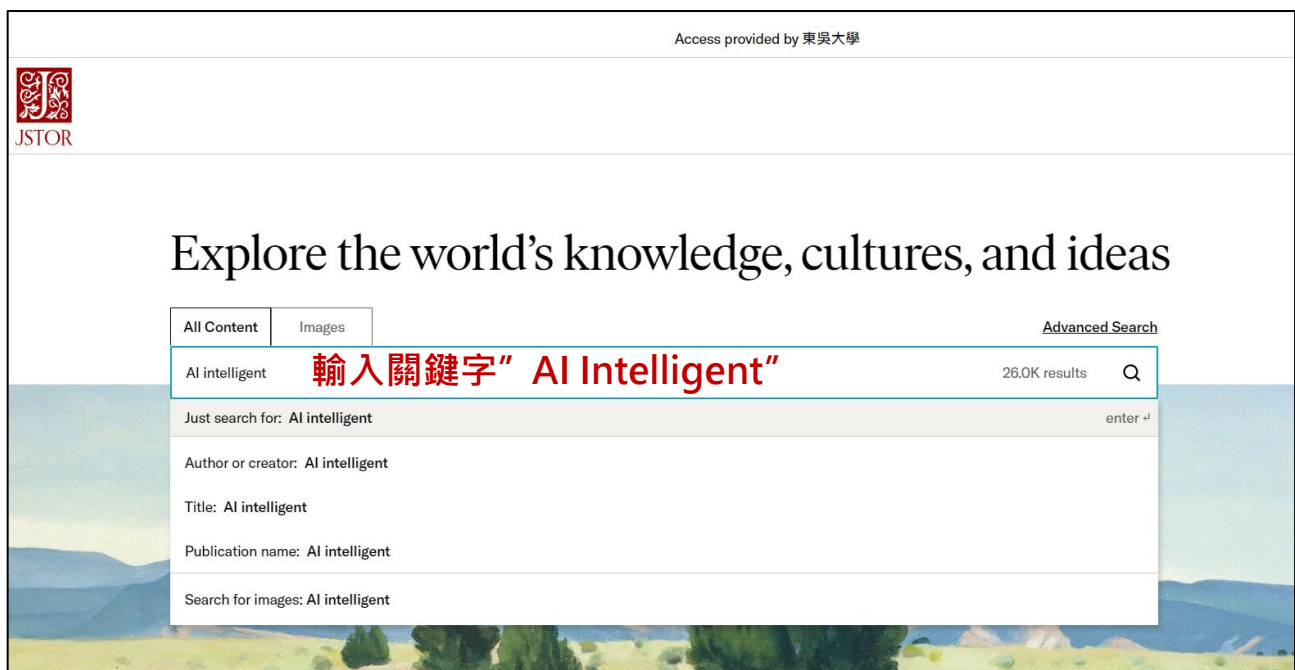 Access provided by 東吳大學
JSTOR
Explore the world's knowledge, cultures, and ideas
All Content Images Advanced Search
AI intelligent 輸入關鍵字" AI Intelligent" 26.0K results
Just search for: AI intelligent enter ↵
Author or creator: AI intelligent
Title: AI intelligent
Publication name: AI intelligent
Search for images: AI intelligent